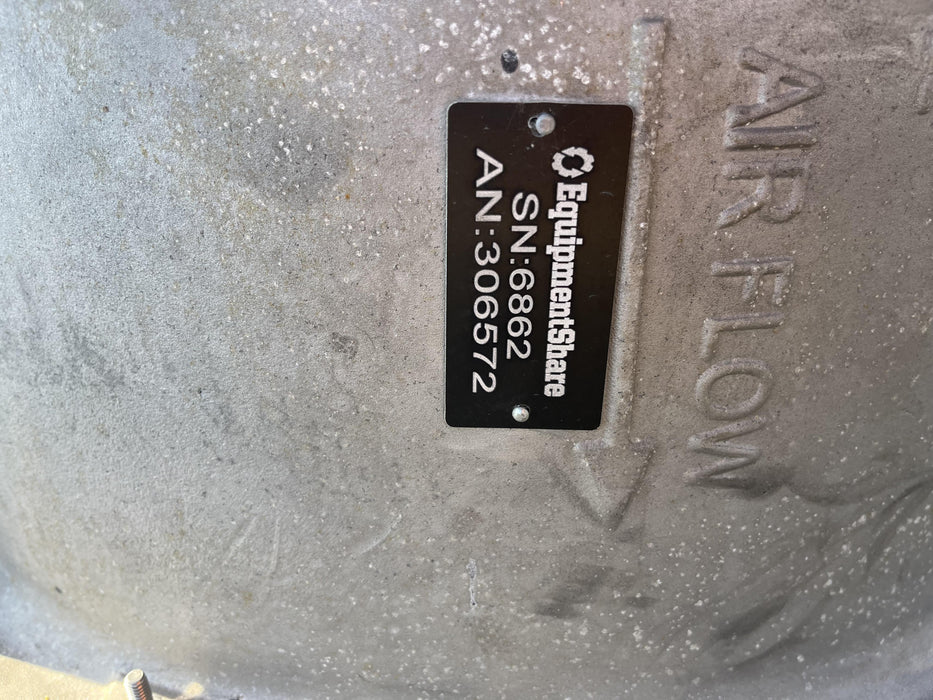 AIR FLOW
EquipmentShare
SN:6862
AN:306572